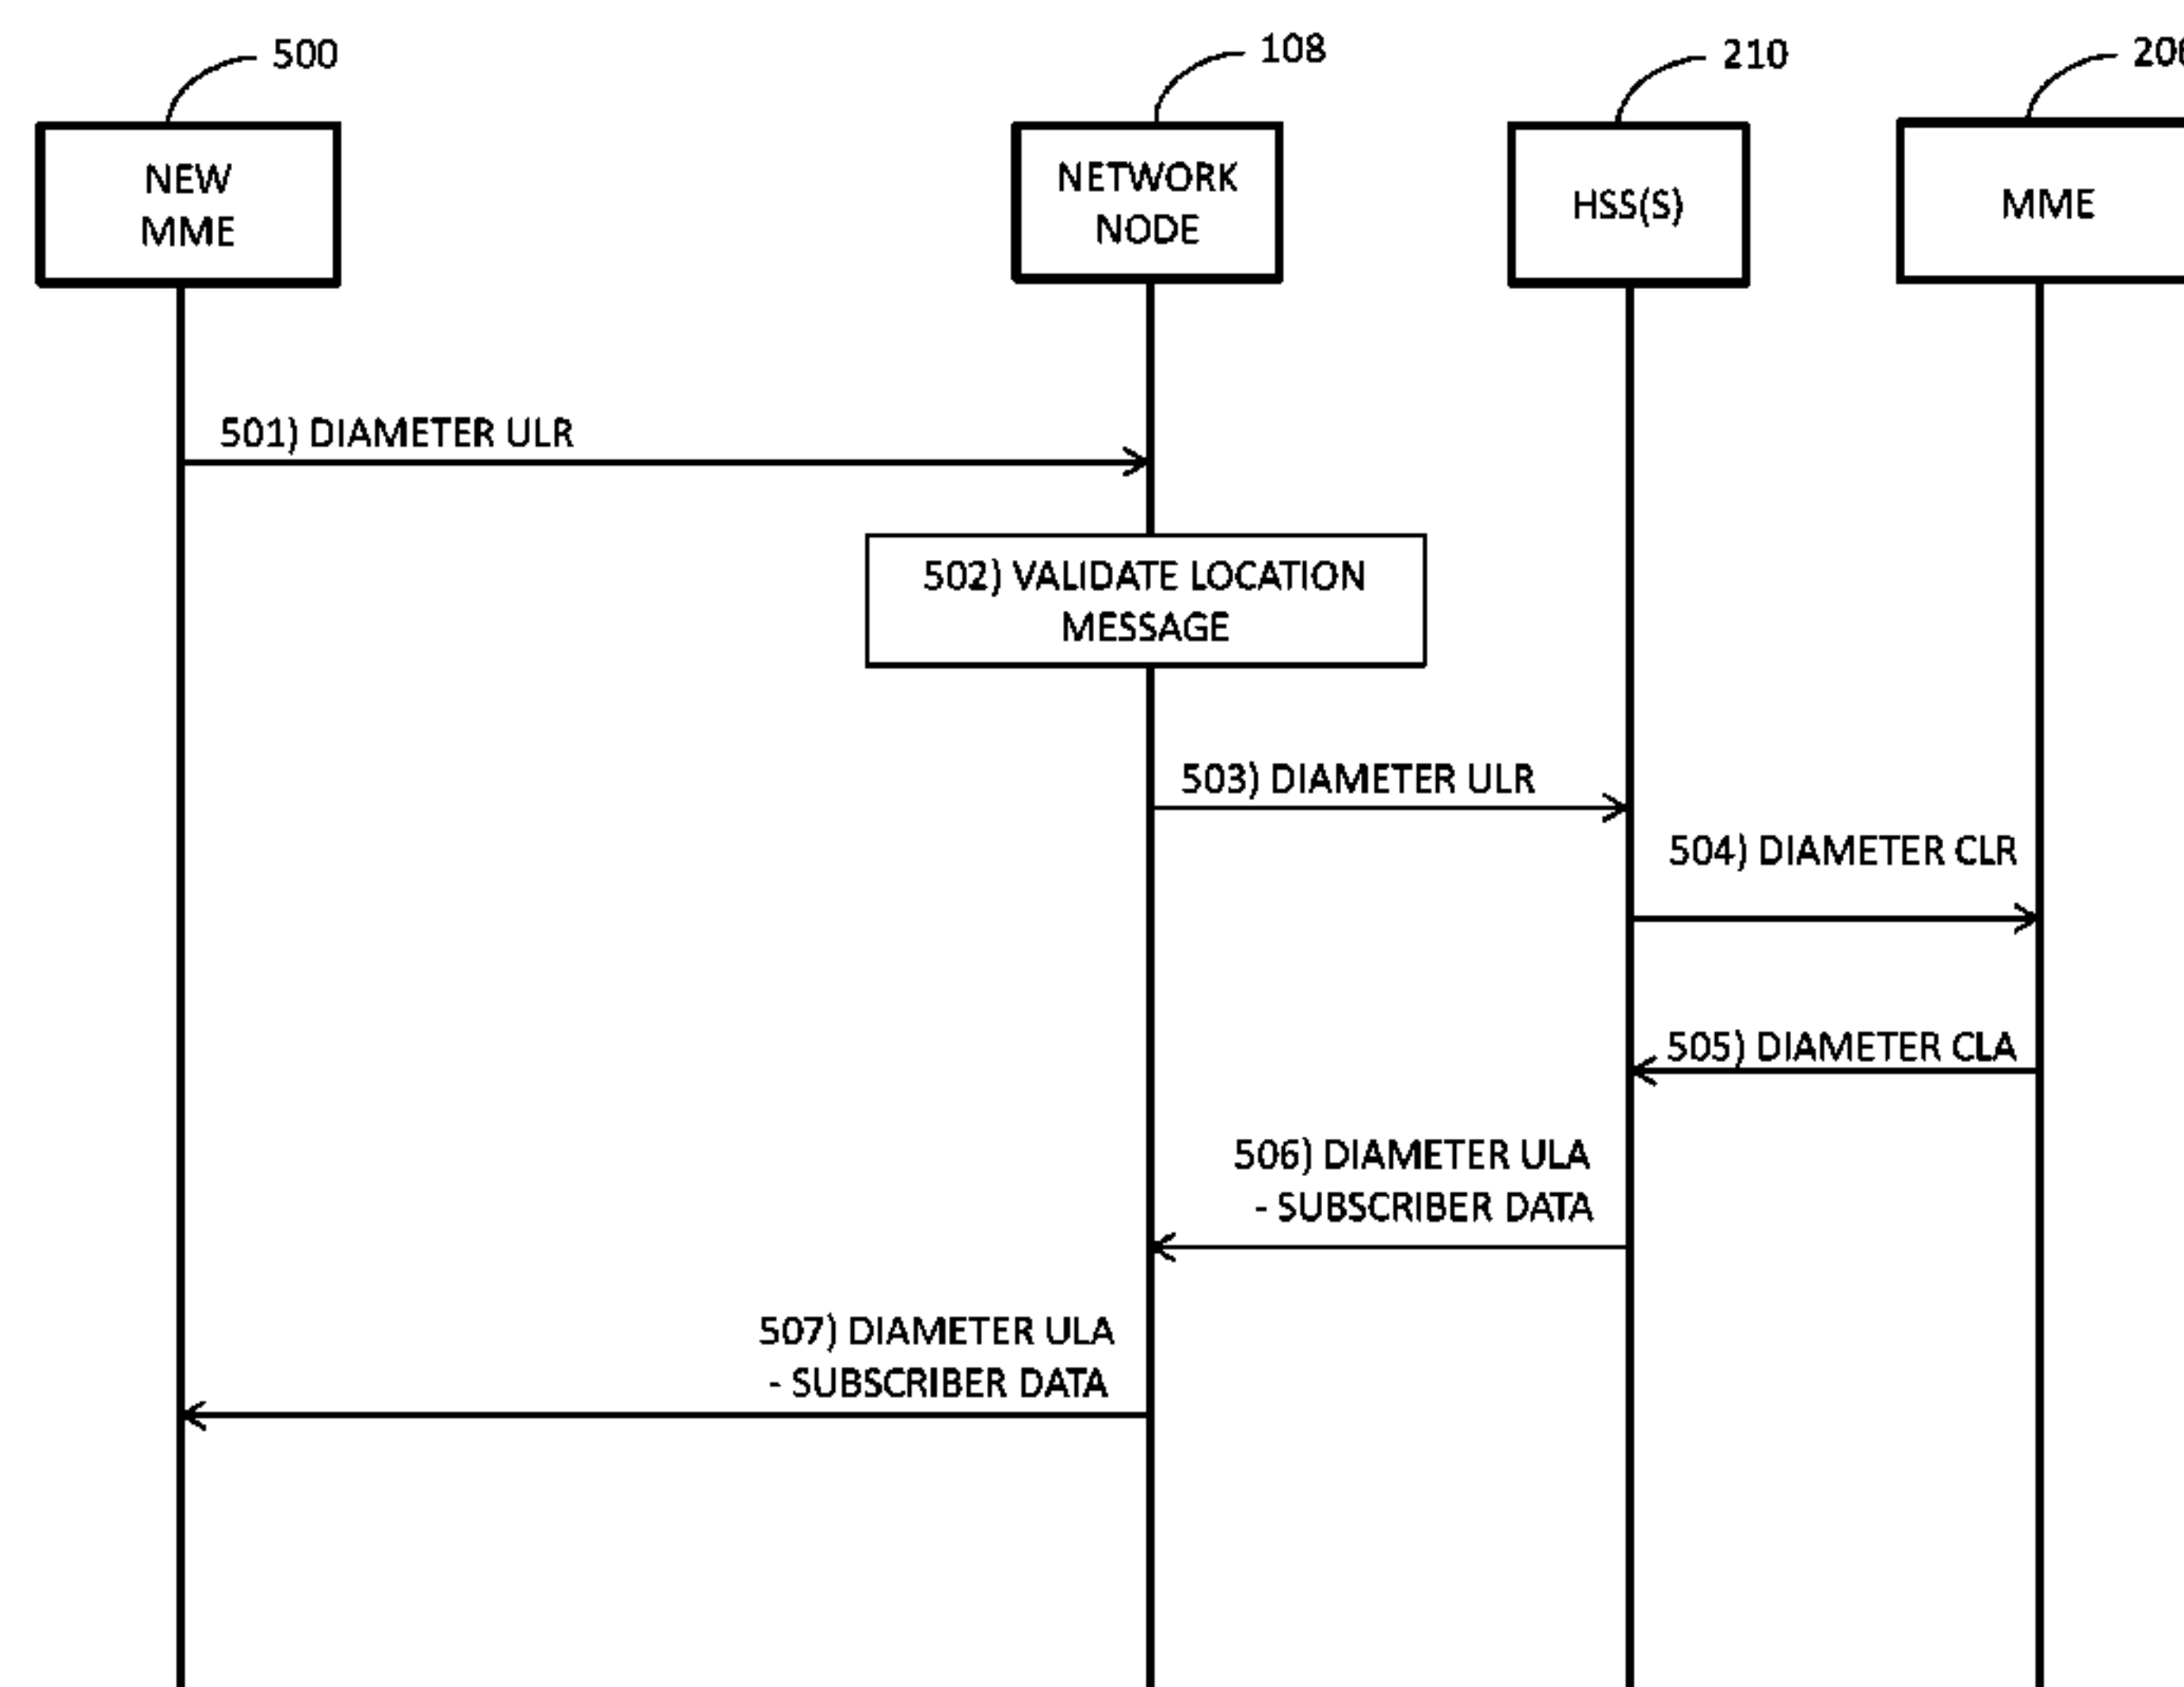 500
108
210
NEW
MME
NETWORK
NODE
HSS(S)
MME
501) DIAMETER ULR
502) VALIDATE LOCATION
MESSAGE
503) DIAMETER ULR
504) DIAMETER CLR
505) DIAMETER CLA
506) DIAMETER ULA
- SUBSCRIBER DATA
507) DIAMETER ULA
- SUBSCRIBER DATA